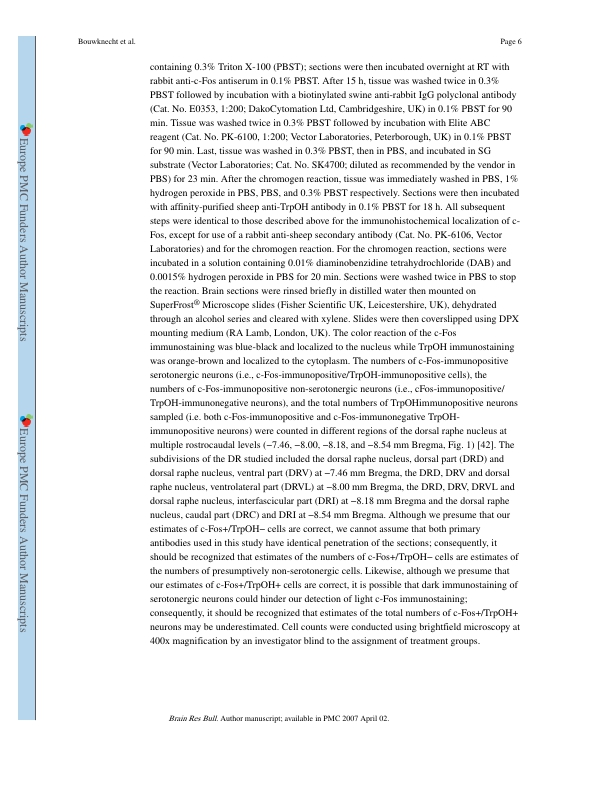 Bouwknecht et al.
Page 6
containing 0.3% Triton X-100 (PBST); sections were then incubated overnight at RT with
rabbit anti-c-Fos antiserum in 0.1% PBST. After 15 h, tissue was washed twice in 0.3%
PBST followed by incubation with a biotinylated swine anti-rabbit IgG polyclonal antibody
(Cat. No. E0353, 1:200; DakoCytomation Ltd, Cambridgeshire, UK) in 0.1% PBST for 90
min. Tissue was washed twice in 0.3% PBST followed by incubation with Elite ABC
reagent (Cat. No. PK-6100, 1:200; Vector Laboratories, Peterborough, UK) in 0.1% PBST
for 90 min. Last, tissue was washed in 0.3% PBST, then in PBS, and incubated in SG
substrate (Vector Laboratories; Cat. No. SK4700; diluted as recommended by the vendor in
PBS) for 23 min. After the chromogen reaction, tissue was immediately washed in PBS, 1%
hydrogen peroxide in PBS, PBS, and 0.3% PBST respectively. Sections were then incubated
with affinity-purified sheep anti-TrpOH antibody in 0.1% PBST for 18 h. All subsequent
steps were identical to those described above for the immunohistochemical localization of c-
Fos, except for use of a rabbit anti-sheep secondary antibody (Cat. No. PK-6106, Vector
Laboratories) and for the chromogen reaction. For the chromogen reaction, sections were
incubated in a solution containing 0.01% diaminobenzidine tetrahydrochloride (DAB) and
0.0015% hydrogen peroxide in PBS for 20 min. Sections were washed twice in PBS to stop
the reaction. Brain sections were rinsed briefly in distilled water then mounted on
SuperFrost® Microscope slides (Fisher Scientific UK, Leicestershire, UK), dehydrated
through an alcohol series and cleared with xylene. Slides were then coverslipped using DPX
mounting medium (RA Lamb, London, UK). The color reaction of the c-Fos
immunostaining was blue-black and localized to the nucleus while TrpOH immunostaining
was orange-brown and localized to the cytoplasm. The numbers of c-Fos-immunopositive
serotonergic neurons (i.e., c-Fos-immunopositive/TrpOH-immunopositive cells), the
numbers of c-Fos-immunopositive non-serotonergic neurons (i.e., cFos-immunopositive/
TrpOH-immunonegative neurons), and the total numbers of TrpOHimmunopositive neurons
sampled (i.e. both c-Fos-immunopositive and c-Fos-immunonegative TrpOH-
immunopositive neurons) were counted in different regions of the dorsal raphe nucleus at
multiple rostrocaudal levels (−7.46, −8.00, −8.18, and −8.54 mm Bregma, Fig. 1) [42]. The
subdivisions of the DR studied included the dorsal raphe nucleus, dorsal part (DRD) and
dorsal raphe nucleus, ventral part (DRV) at −7.46 mm Bregma, the DRD, DRV and dorsal
raphe nucleus, ventrolateral part (DRVL) at −8.00 mm Bregma, the DRD, DRV, DRVL and
dorsal raphe nucleus, interfascicular part (DRI) at −8.18 mm Bregma and the dorsal raphe
nucleus, caudal part (DRC) and DRI at −8.54 mm Bregma. Although we presume that our
estimates of c-Fos+/TrpOH− cells are correct, we cannot assume that both primary
antibodies used in this study have identical penetration of the sections; consequently, it
should be recognized that estimates of the numbers of c-Fos+/TrpOH− cells are estimates of
the numbers of presumptively non-serotonergic cells. Likewise, although we presume that
our estimates of c-Fos+/TrpOH+ cells are correct, it is possible that dark immunostaining of
serotonergic neurons could hinder our detection of light c-Fos immunostaining;
consequently, it should be recognized that estimates of the total numbers of c-Fos+/TrpOH+
neurons may be underestimated. Cell counts were conducted using brightfield microscopy at
400x magnification by an investigator blind to the assignment of treatment groups.
Brain Res Bull. Author manuscript; available in PMC 2007 April 02.
Europe PMC Funders Author Manuscripts
Europe PMC Funders Author Manuscripts